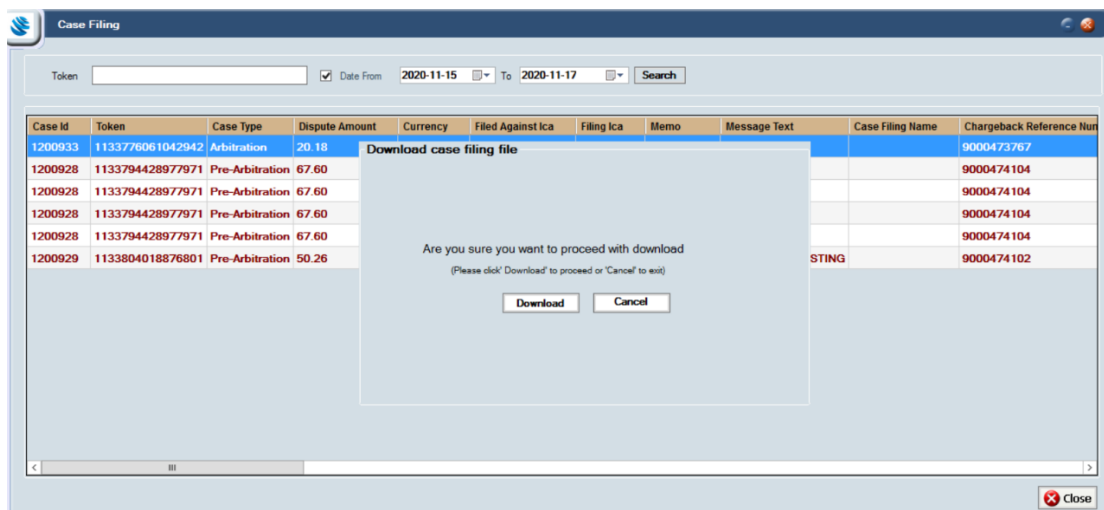 Case Filing
Token Date From 2020-11-15 To 2020-11-17 Search
Case Id Token Case Type Dispute Amount Currency Filed Against Ica Filing Ica Memo Message Text Case Filing Name Chargeback Reference Num
1200933 11337760610 42942 Arbitration 20.18 9000473767
1200928 1133794428977971 Pre-Arbitration 67.60 9000474104
1200928 1133794428977971 Pre-Arbitration 67.60 9000474104
1200928 1133794428977971 Pre-Arbitration 67.60 9000474104
1200928 1133794428977971 Pre-Arbitration 67.60 9000474104
1200929 1133804018876801 Pre-Arbitration 50.26 STING 9000474102
Download case filing file
Are you sure you want to proceed with download
(Please click' Download' to proceed or 'Cancel' to exit)
Download Cancel
Close